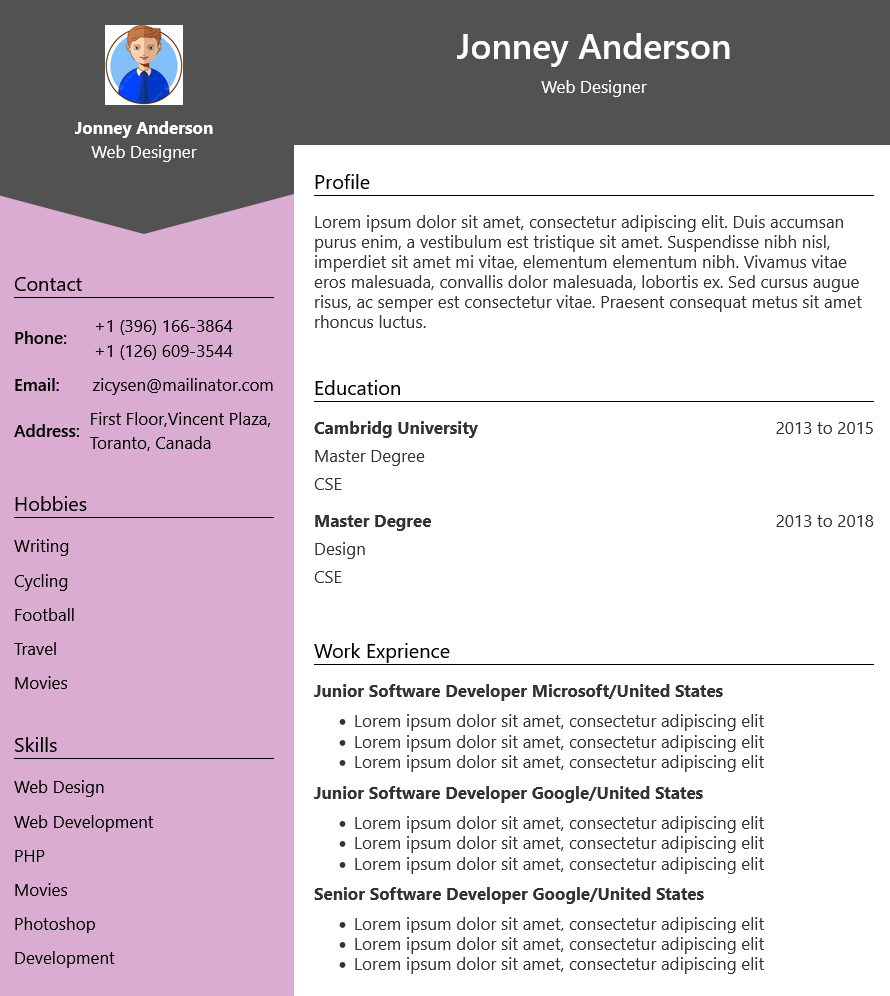 Jonney Anderson
Web Designer
Contact
Phone: +1 (396) 166-3864
+1 (126) 609-3544
Email: zicysen@mailinator.com
Address: First Floor,Vincent Plaza,
Toranto, Canada
Hobbies
Writing
Cycling
Football
Travel
Movies
Skills
Web Design
Web Development
PHP
Movies
Photoshop
Development
Jonney Anderson
Web Designer
Profile
Lorem ipsum dolor sit amet, consectetur adipiscing elit. Duis accumsan
purus enim, a vestibulum est tristique sit amet. Suspendisse nibh nisl,
imperdiet sit amet mi vitae, elementum elementum nibh. Vivamus vitae
eros malesuada, convallis dolor malesuada, lobortis ex. Sed cursus augue
risus, ac semper est consectetur vitae. Praesent consequat metus sit amet
rhoncus luctus.
Education
Cambridg University 2013 to 2015
Master Degree
CSE
Master Degree 2013 to 2018
Design
CSE
Work Exprience
Junior Software Developer Microsoft/United States
• Lorem ipsum dolor sit amet, consectetur adipiscing elit
• Lorem ipsum dolor sit amet, consectetur adipiscing elit
• Lorem ipsum dolor sit amet, consectetur adipiscing elit
Junior Software Developer Google/United States
• Lorem ipsum dolor sit amet, consectetur adipiscing elit
• Lorem ipsum dolor sit amet, consectetur adipiscing elit
• Lorem ipsum dolor sit amet, consectetur adipiscing elit
Senior Software Developer Google/United States
• Lorem ipsum dolor sit amet, consectetur adipiscing elit
• Lorem ipsum dolor sit amet, consectetur adipiscing elit
• Lorem ipsum dolor sit amet, consectetur adipiscing elit